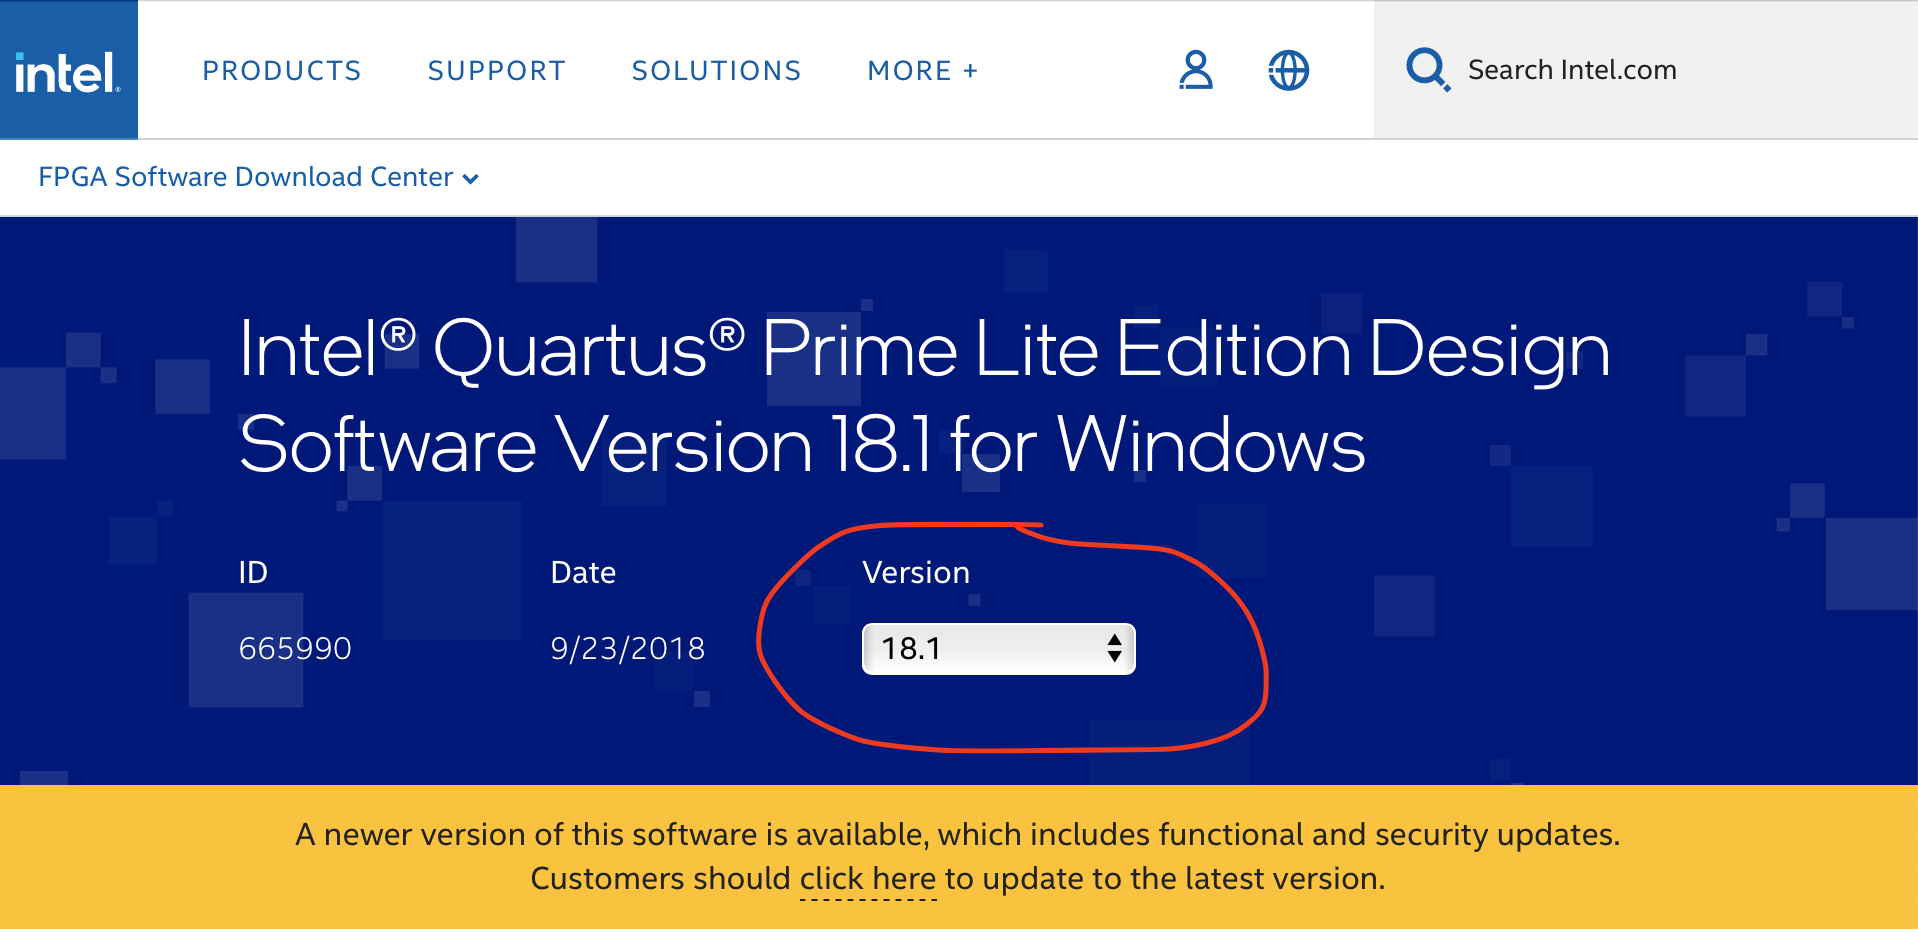 intel.
PRODUCTS
SUPPORT
SOLUTIONS
MORE +
Search Intel.com
FPGA Software Download Center
Intel® Quartus® Prime Lite Edition Design
Software Version 18.1 for Windows
ID
Date
Version
665990
9/23/2018
18.1
A newer version of this software is available, which includes functional and security updates.
Customers should click here to update to the latest version.